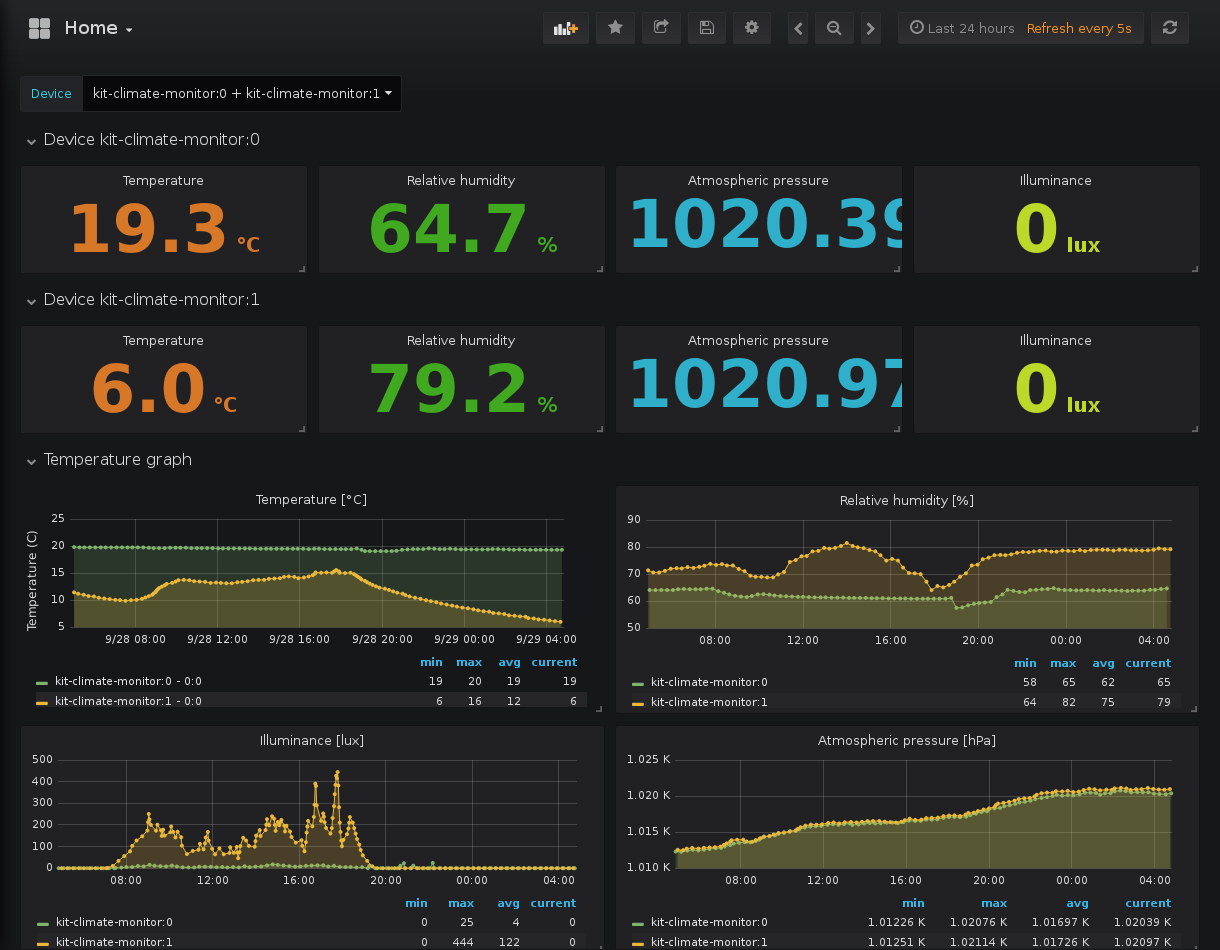 Home
Last 24 hours Refresh every 5s
Device kit-climate-monitor:0 + kit-climate-monitor:1
Device kit-climate-monitor:0
Temperature
19.3 °C
Relative humidity
64.7 %
Atmospheric pressure
1020.39
Illuminance
0 lux
Device kit-climate-monitor:1
Temperature
6.0 °C
Relative humidity
79.2 %
Atmospheric pressure
1020.97
Illuminance
0 lux
Temperature graph
Temperature [°C]
Temperature (C)
25
20
15
10
5
9/28 08:00 9/28 12:00 9/28 16:00 9/28 20:00 9/29 00:00 9/29 04:00
min max avg current
kit-climate-monitor:0 - 0:0 19 20 19 19
kit-climate-monitor:1 - 0:0 6 16 12 6
Relative humidity [%]
90
80
70
60
50
08:00 12:00 16:00 20:00 00:00 04:00
min max avg current
kit-climate-monitor:0 58 65 62 65
kit-climate-monitor:1 64 82 75 79
Illuminance [lux]
500
400
300
200
100
0
08:00 12:00 16:00 20:00 00:00 04:00
min max avg current
kit-climate-monitor:0 0 25 4 0
kit-climate-monitor:1 0 444 122 0
Atmospheric pressure [hPa]
1.025 K
1.020 K
1.015 K
1.010 K
08:00 12:00 16:00 20:00 00:00 04:00
min max avg current
kit-climate-monitor:0 1.01226 K 1.02076 K 1.01697 K 1.02039 K
kit-climate-monitor:1 1.01251 K 1.02114 K 1.01726 K 1.02097 K